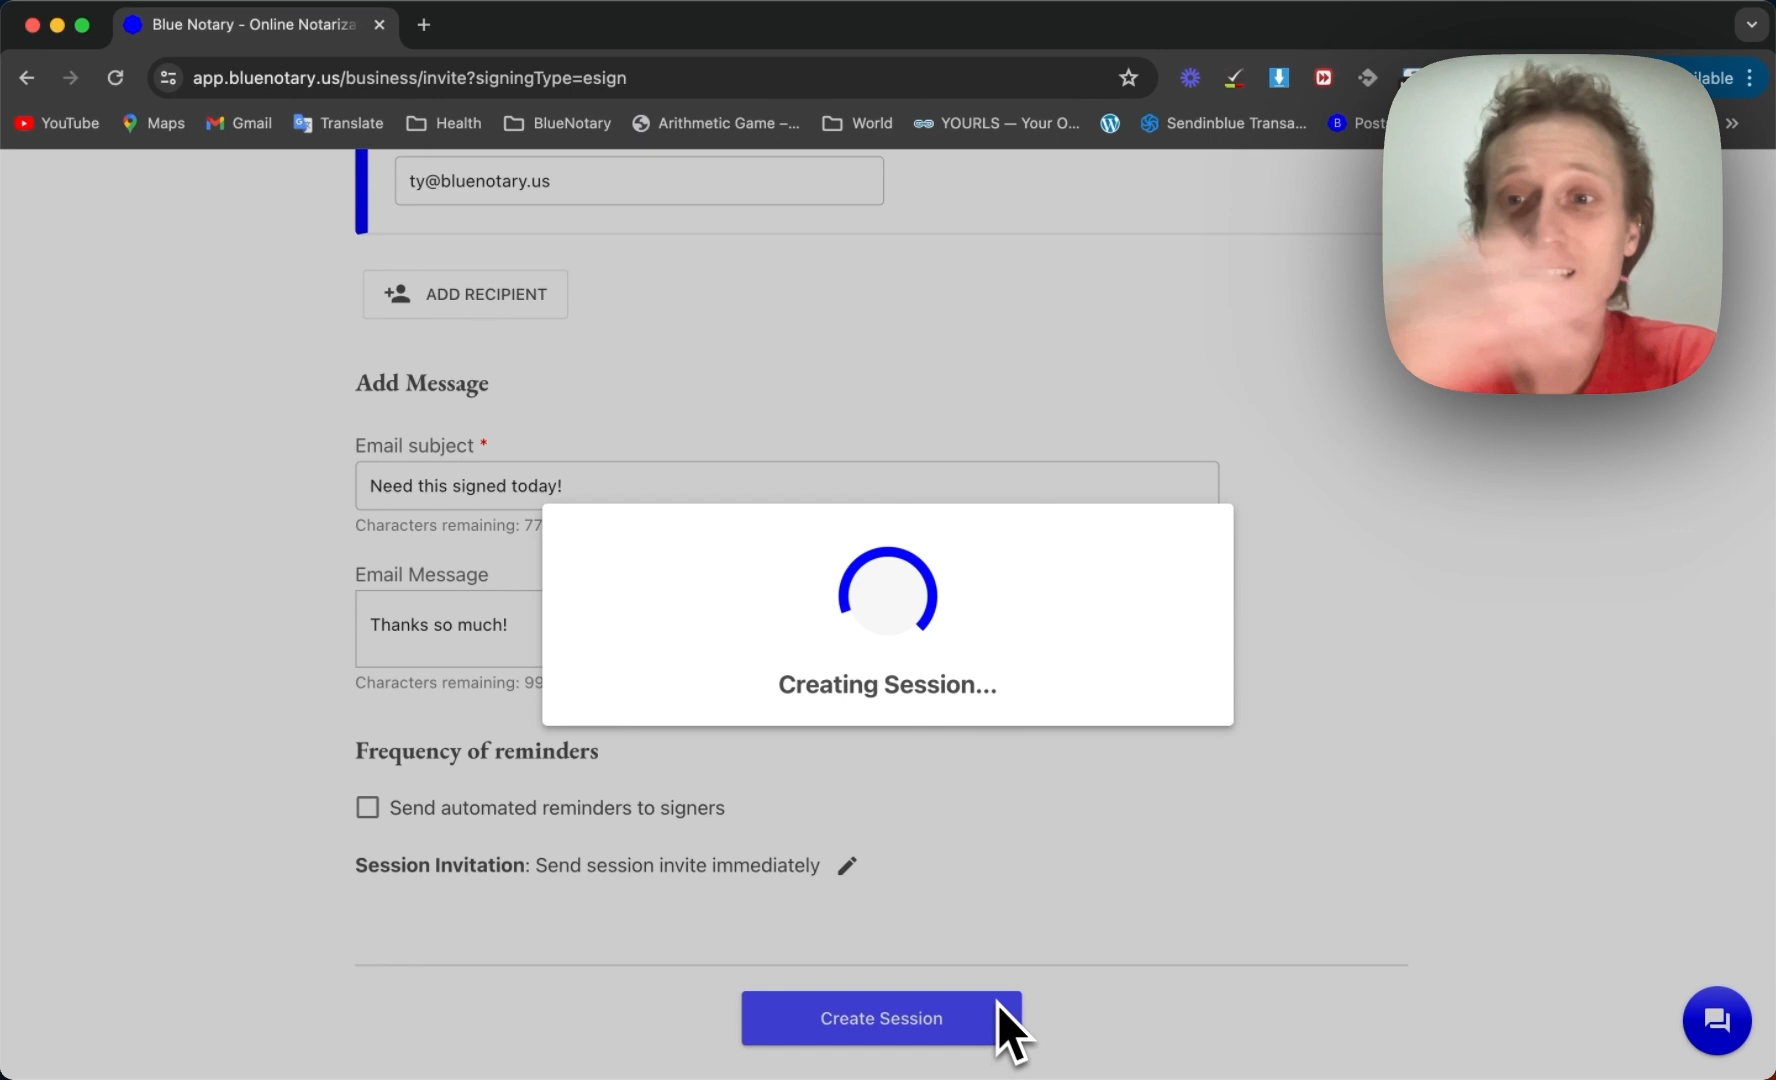 Blue Notary - Online Notariza
app.bluenotary.us/business/invite?signingType=esign
lable
YouTube
Maps
Gmail
Translate
Health
BlueNotary
Arithmetic Game –...
World
YOURLS — Your O...
Sendinblue Transa...
B
Post
ty@bluenotary.us
ADD RECIPIENT
Add Message
Email subject *
Need this signed today!
Characters remaining: 77
Email Message
Thanks so much!
Characters remaining: 99
Creating Session...
Frequency of reminders
Send automated reminders to signers
Session Invitation: Send session invite immediately
Create Session